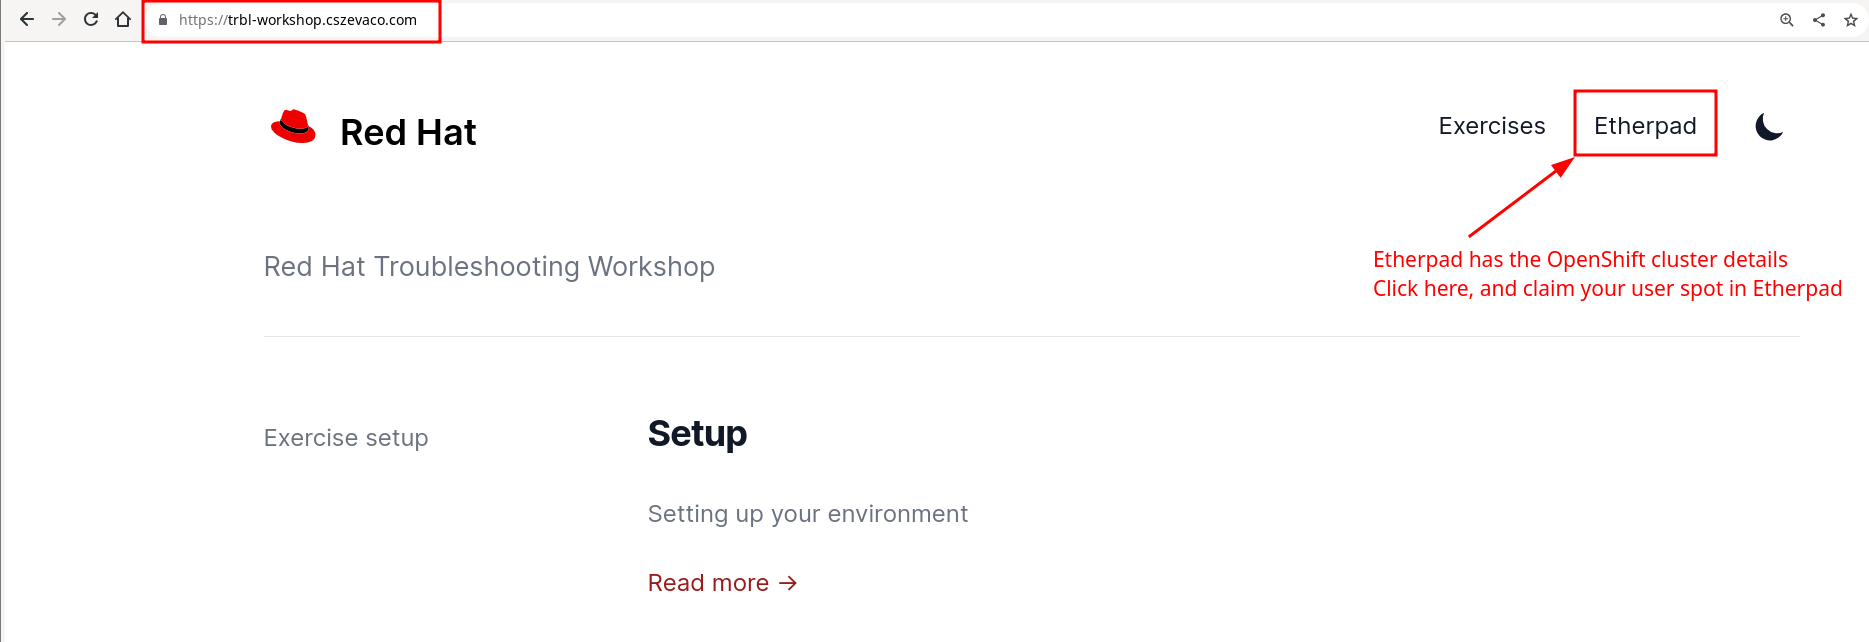 https://trbl-workshop.cszevaco.com
Red Hat
Exercises
Etherpad
Etherpad has the OpenShift cluster details
Click here, and claim your user spot in Etherpad
Red Hat Troubleshooting Workshop
Exercise setup
Setup
Setting up your environment
Read more →